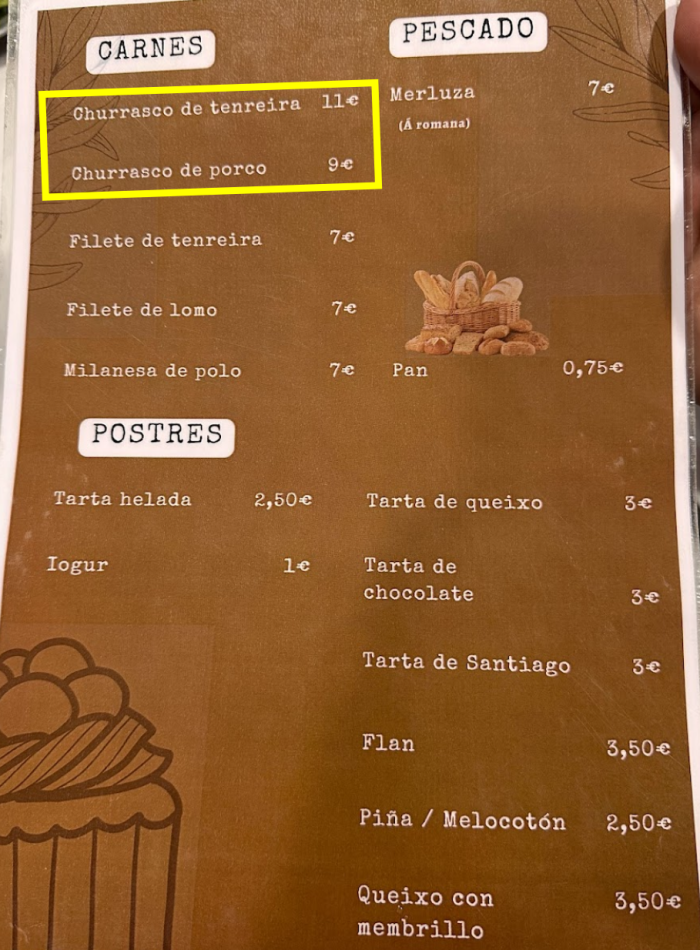 CARNES
Churrasco de tenreira 11€
Churrasco de porco 9€
Filete de tenreira 7€
Filete de lomo 7€
Milanesa de polo 7€
PESCADO
Merluza 7€
(Á romana)
Pan 0,75€
POSTRES
Tarta helada 2,50€
Iogur 1€
Tarta de queixo 3€
Tarta de
chocolate 3€
Tarta de Santiago 3€
Flan 3,50€
Piña / Melocotón 2,50€
Queixo con 3,50€
membrillo